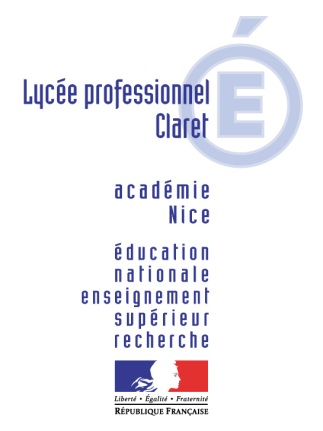 Lycée professionnel
Claret
É
académie
Nice
éducation
nationale
enseignement
supérieur
recherche
Liberté • Égalité • Fraternité
RÉPUBLIQUE FRANÇAISE